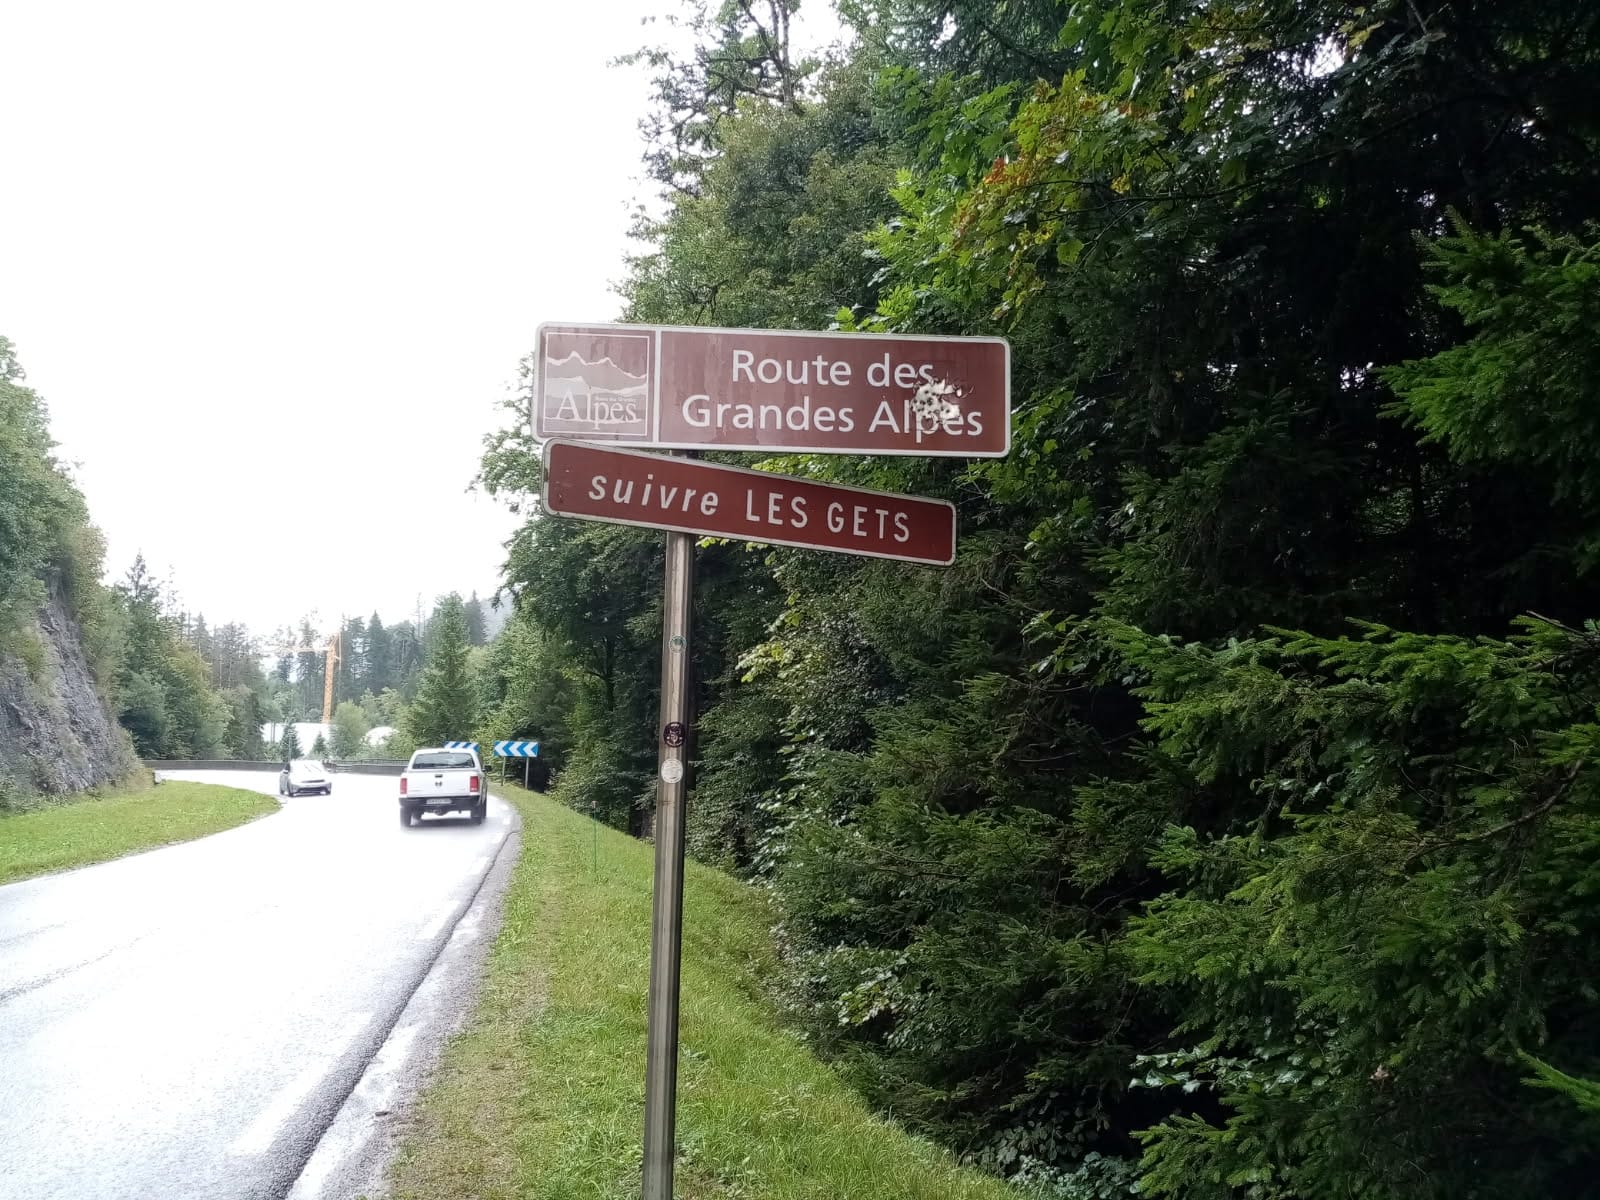 Route des
Grandes Alpes
Alpes
suivre LES GETS